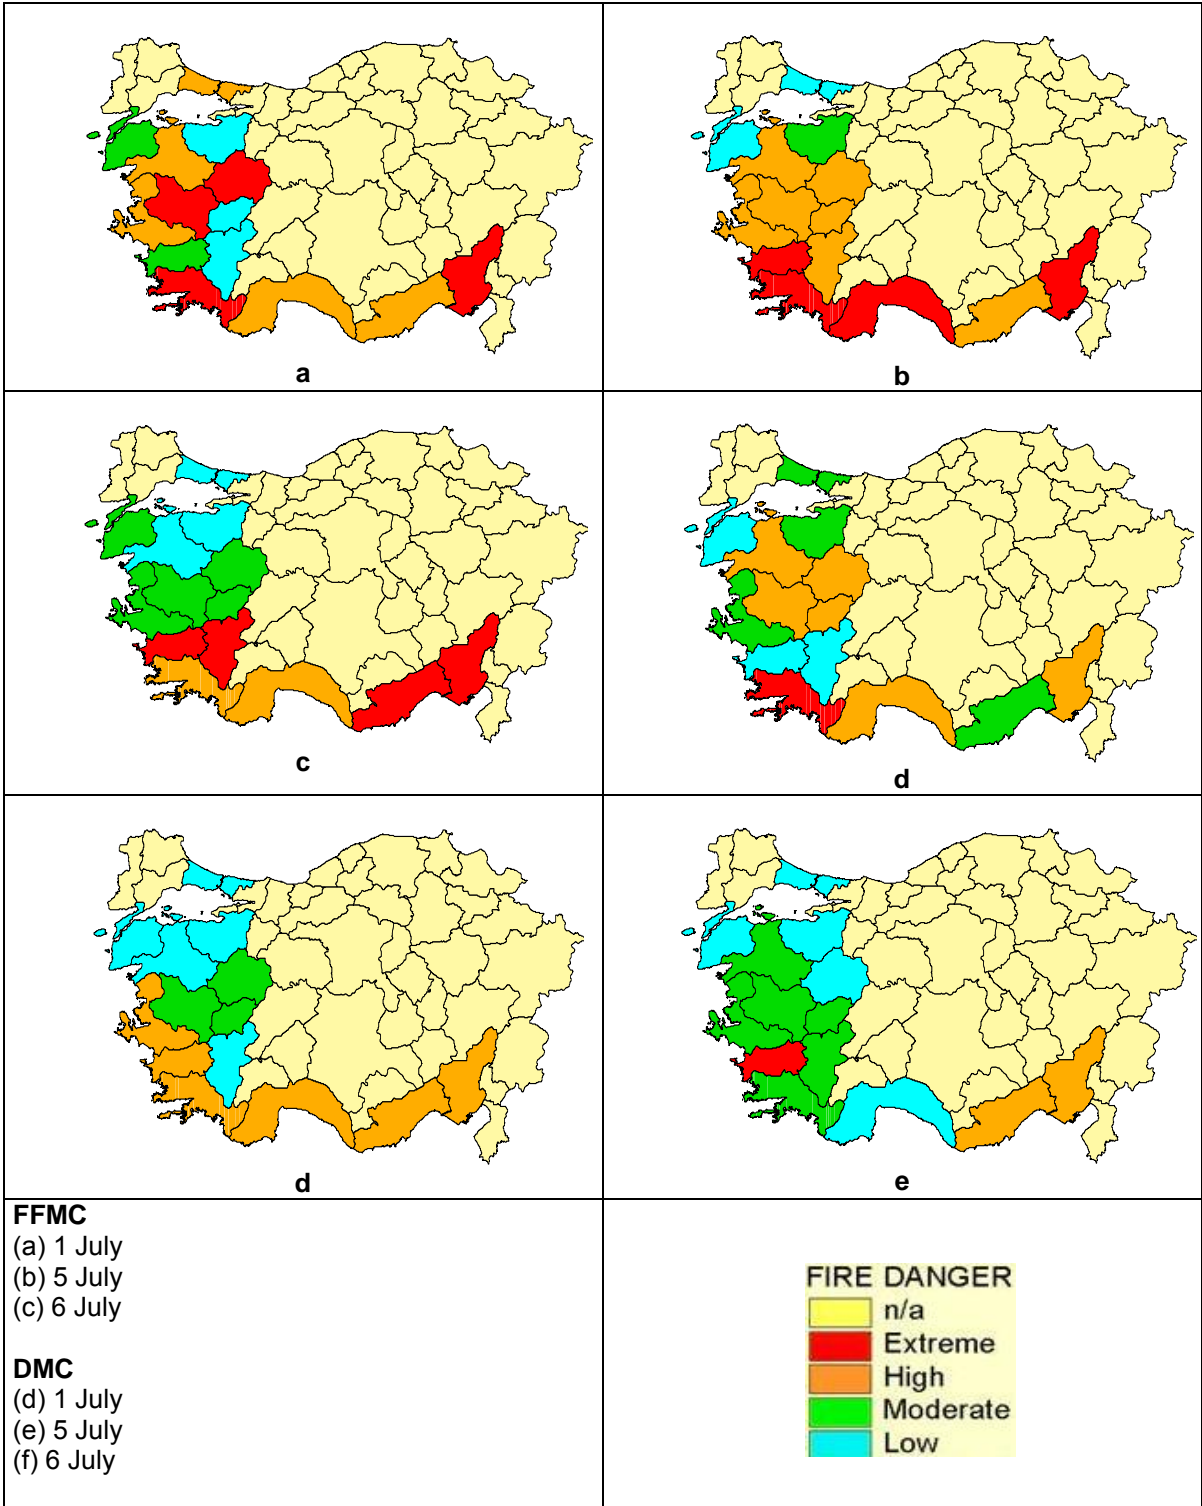 a
b
c
d
d
e
FFMC
(a) 1 July
(b) 5 July
(c) 6 July
DMC
(d) 1 July
(e) 5 July
(f) 6 July
FIRE DANGER
n/a
Extreme
High
Moderate
Low